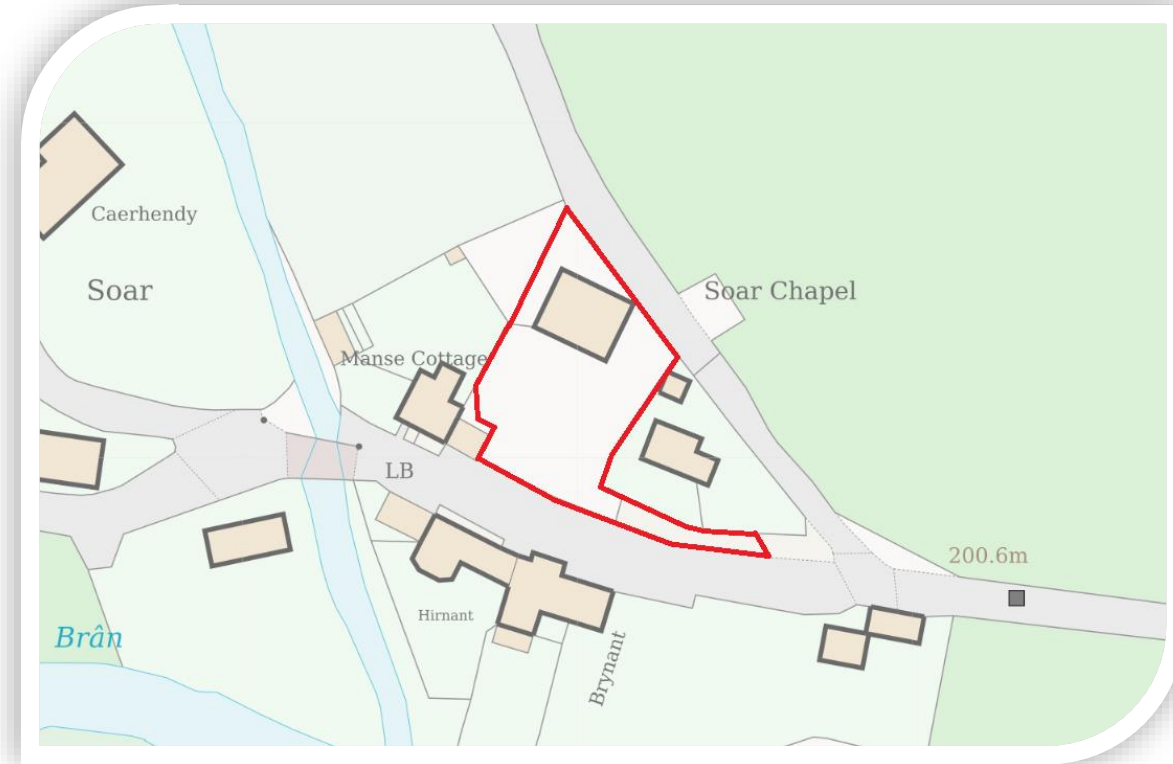 Caerhendy
Soar
Soar Chapel
Manse Cottage
LB
200.6m
Hirnant
Brynant
Brân